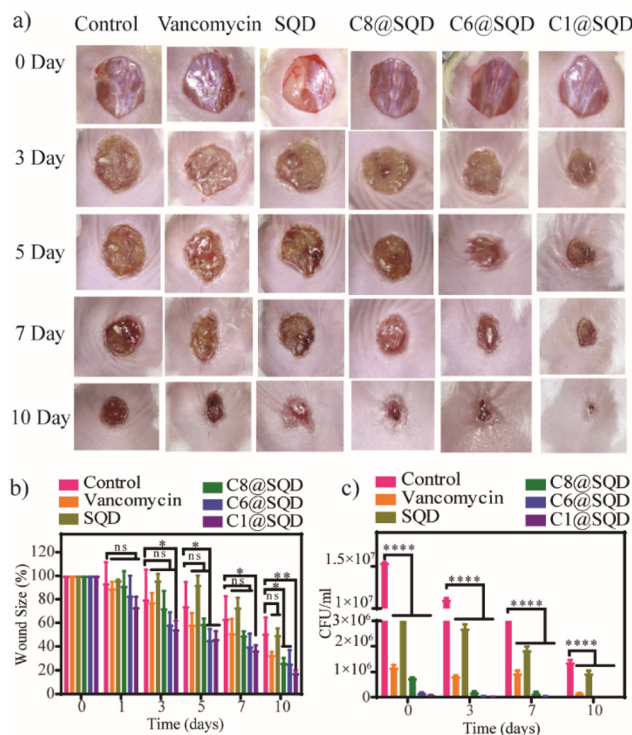 a)
Control Vancomycin SQD C8@SQD C6@SQD C1@SQD
0 Day
3 Day
5 Day
7 Day
10 Day
b)
Control C8@SQD
Vancomycin C6@SQD
SQD C1@SQD
Wound Size (%)
120
100
80
60
40
20
0
ns
* ns
* ns
* ns
** * ns
0 1 3 5 7 10
Time (days)
c)
Control C8@SQD
Vancomycin C6@SQD
SQD C1@SQD
CFU/ml
1.5×10⁷
1×10⁷
3×10⁶
2×10⁶
1×10⁶
0
****
****
****
****
0 3 7 10
Time (days)